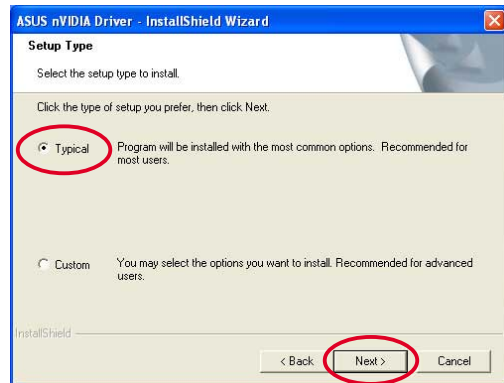 ASUS nVIDIA Driver - InstallShield Wizard
Setup Type
Select the setup type to install.
Click the type of setup you prefer, then click Next.
Typical
Program will be installed with the most common options. Recommended for
most users.
Custom
You may select the options you want to install. Recommended for advanced
users.
InstallShield
< Back
Next >
Cancel